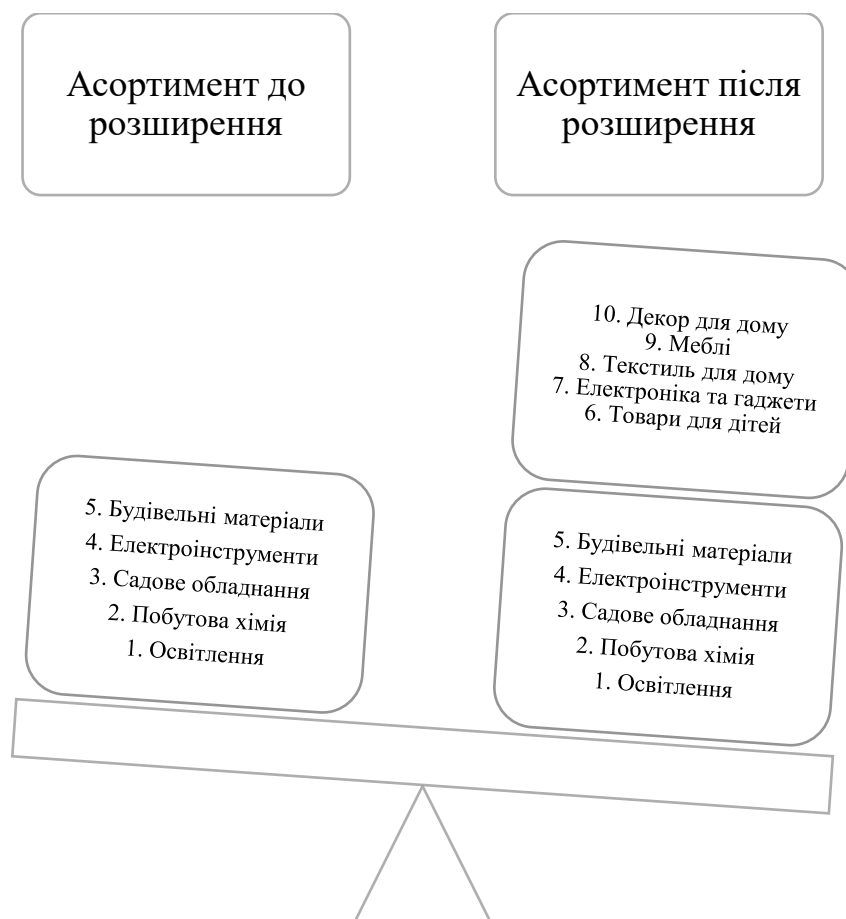 Асортимент до
розширення
Асортимент після
розширення
10. Декор для дому
9. Меблі
8. Текстиль для дому
7. Електроніка та гаджети
6. Товари для дітей
5. Будівельні матеріали
4. Електроінструменти
3. Садове обладнання
2. Побутова хімія
1. Освітлення
5. Будівельні матеріали
4. Електроінструменти
3. Садове обладнання
2. Побутова хімія
1. Освітлення